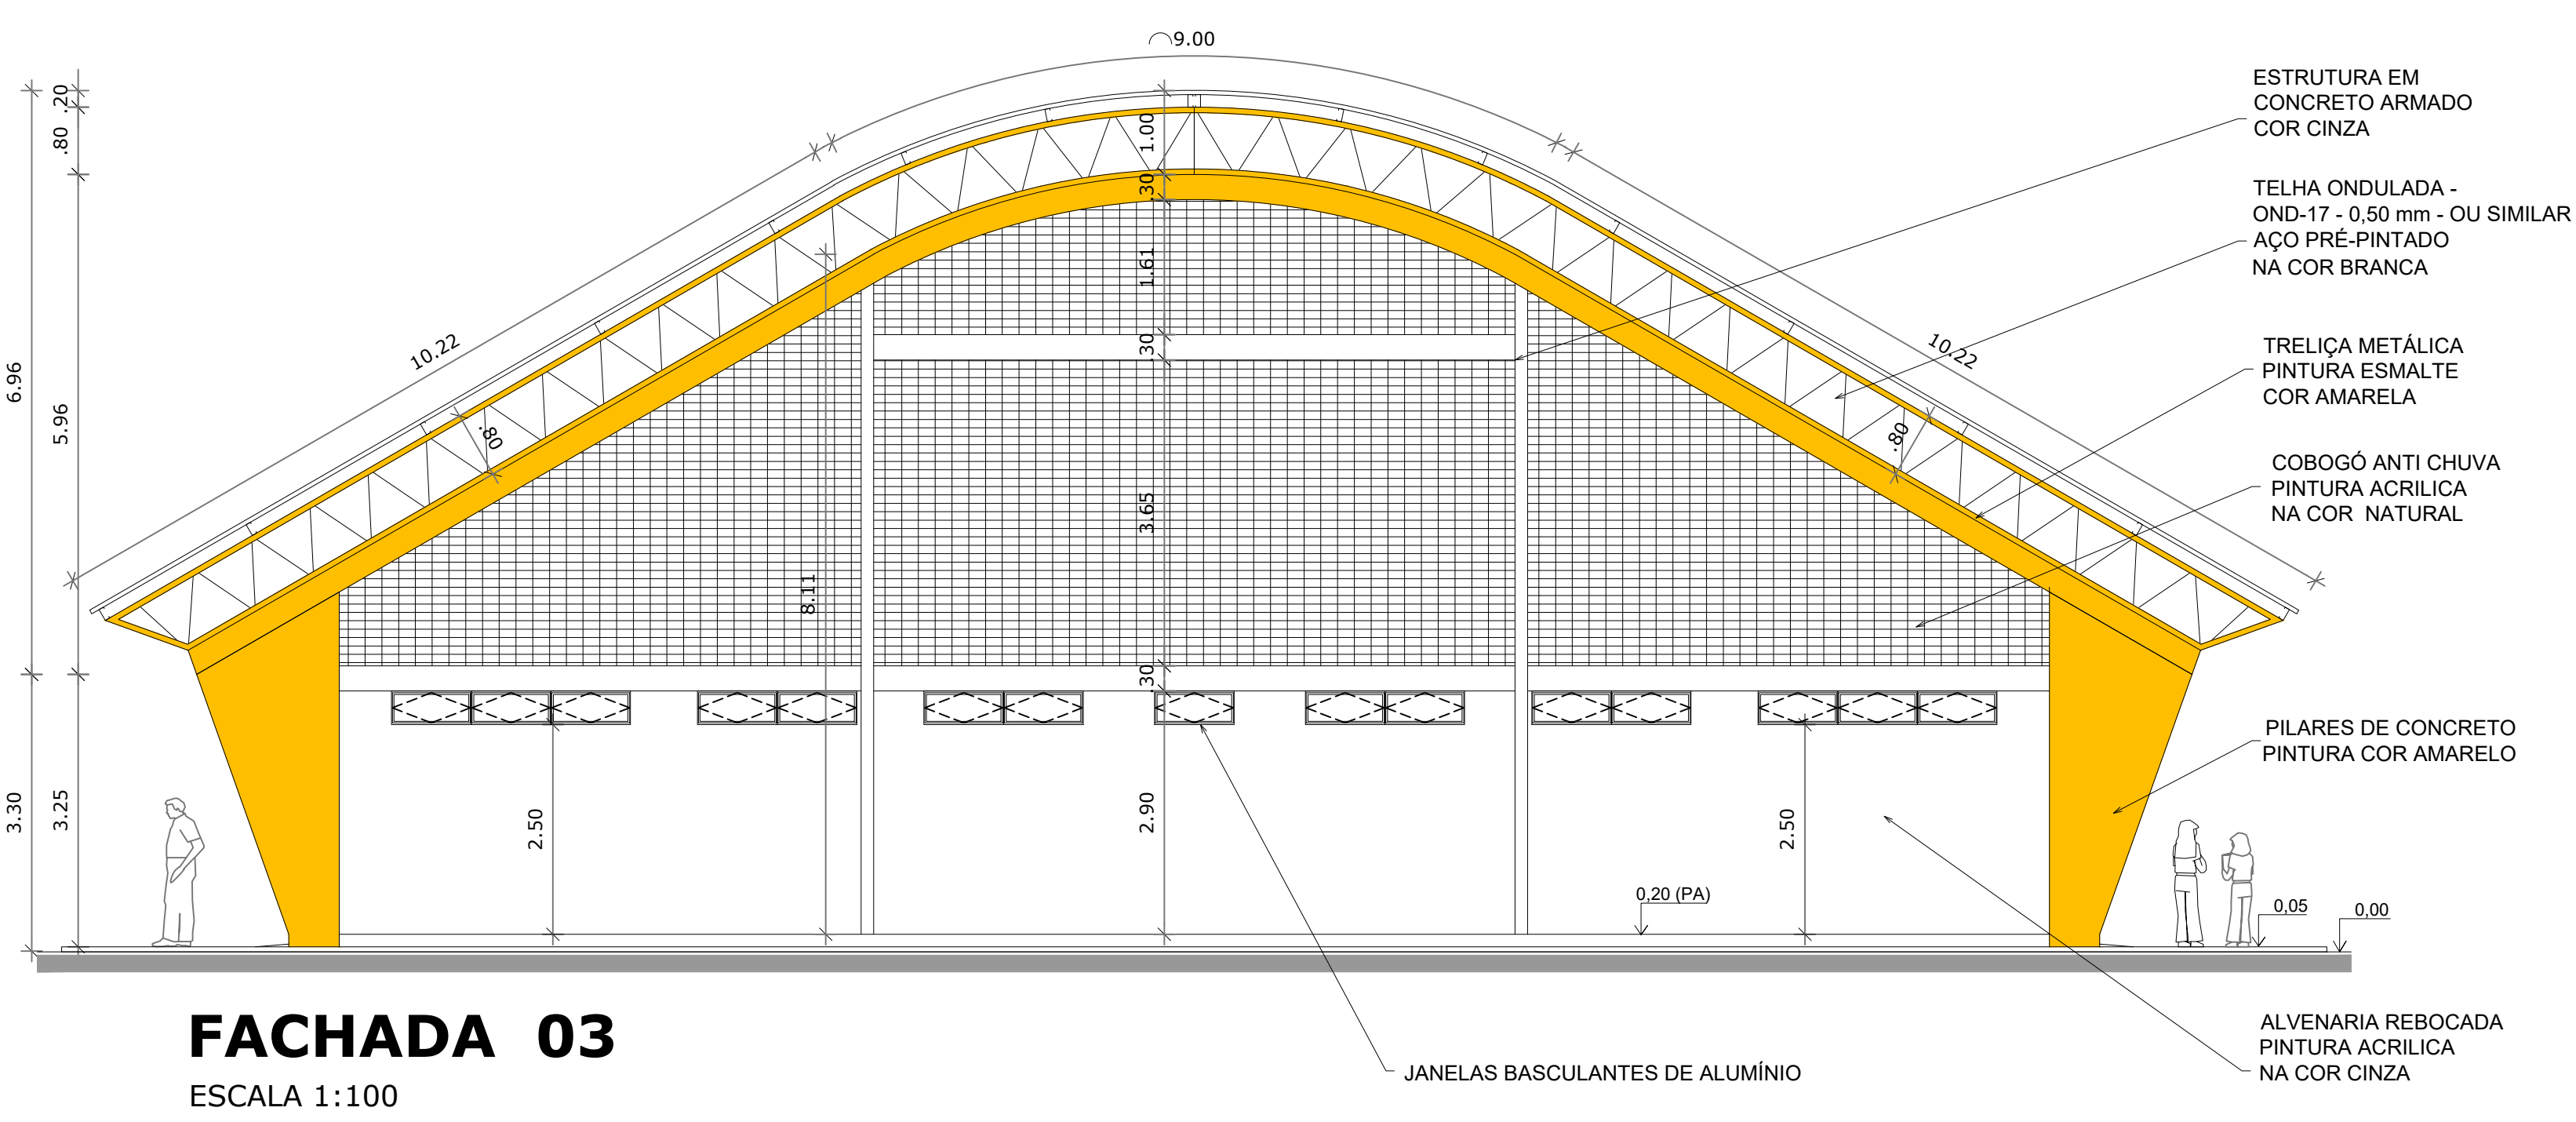 9.00
ESTRUTURA EM
CONCRETO ARMADO
COR CINZA
TELHA ONDULADA -
OND-17 - 0,50 mm - OU SIMILAR
AÇO PRÉ-PINTADO
NA COR BRANCA
TRELIÇA METÁLICA
PINTURA ESMALTE
COR AMARELA
COBOGÓ ANTI CHUVA
PINTURA ACRILICA
NA COR NATURAL
PILARES DE CONCRETO
PINTURA COR AMARELO
ALVENARIA REBOCADA
PINTURA ACRILICA
NA COR CINZA
JANELAS BASCULANTES DE ALUMÍNIO
.20
.80
6.96
5.96
3.30
3.25
10.22
10.22
.80
.80
1.00
.30
1.61
.30
3.65
.30
2.90
8.11
2.50
2.50
0,20 (PA)
0,05
0,00
FACHADA 03
ESCALA 1:100